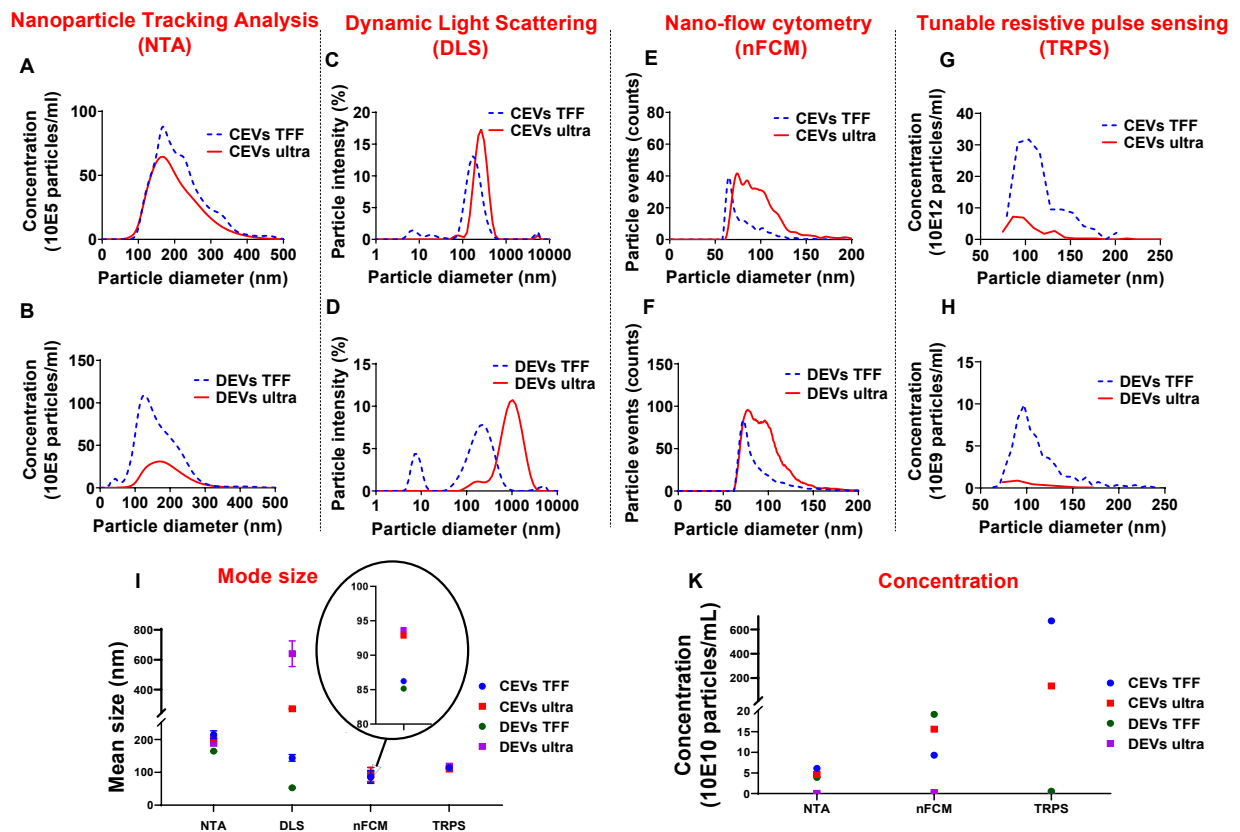 Nanoparticle Tracking Analysis
(NTA)
Dynamic Light Scattering
(DLS)
Nano-flow cytometry
(nFCM)
Tunable resistive pulse sensing
(TRPS)
A
Concentration
(10E5 particles/ml)
100
50
0
0 100 200 300 400 500
Particle diameter (nm)
CEVs TFF
CEVs ultra
C
Particle intensity (%)
20
15
10
5
0
1 10 100 1000 10000
Particle diameter (nm)
CEVs TFF
CEVs ultra
E
Particle events (counts)
80
60
40
20
0
0 50 100 150 200
Particle diameter (nm)
CEVs TFF
CEVs ultra
G
Concentration
(10E12 particles/ml)
40
30
20
10
0
50 100 150 200 250
Particle diameter (nm)
CEVs TFF
CEVs ultra
B
Concentration
(10E5 particles/ml)
150
100
50
0
0 100 200 300 400 500
Particle diameter (nm)
DEVs TFF
DEVs ultra
D
Particle intensity (%)
15
10
5
0
1 10 100 1000 10000
Particle diameter (nm)
DEVs TFF
DEVs ultra
F
Particle events (counts)
150
100
50
0
0 50 100 150 200
Particle diameter (nm)
DEVs TFF
DEVs ultra
H
Concentration
(10E9 particles/ml)
15
10
5
0
50 100 150 200 250
Particle diameter (nm)
DEVs TFF
DEVs ultra
I
Mode size
Mean size (nm)
800
600
400
200
100
0
NTA DLS nFCM TRPS
100
95
90
85
80
CEVs TFF
CEVs ultra
DEVs TFF
DEVs ultra
K
Concentration
Concentration
(10E10 particles/mL)
600
400
200
20
15
10
5
0
NTA nFCM TRPS
CEVs TFF
CEVs ultra
DEVs TFF
DEVs ultra